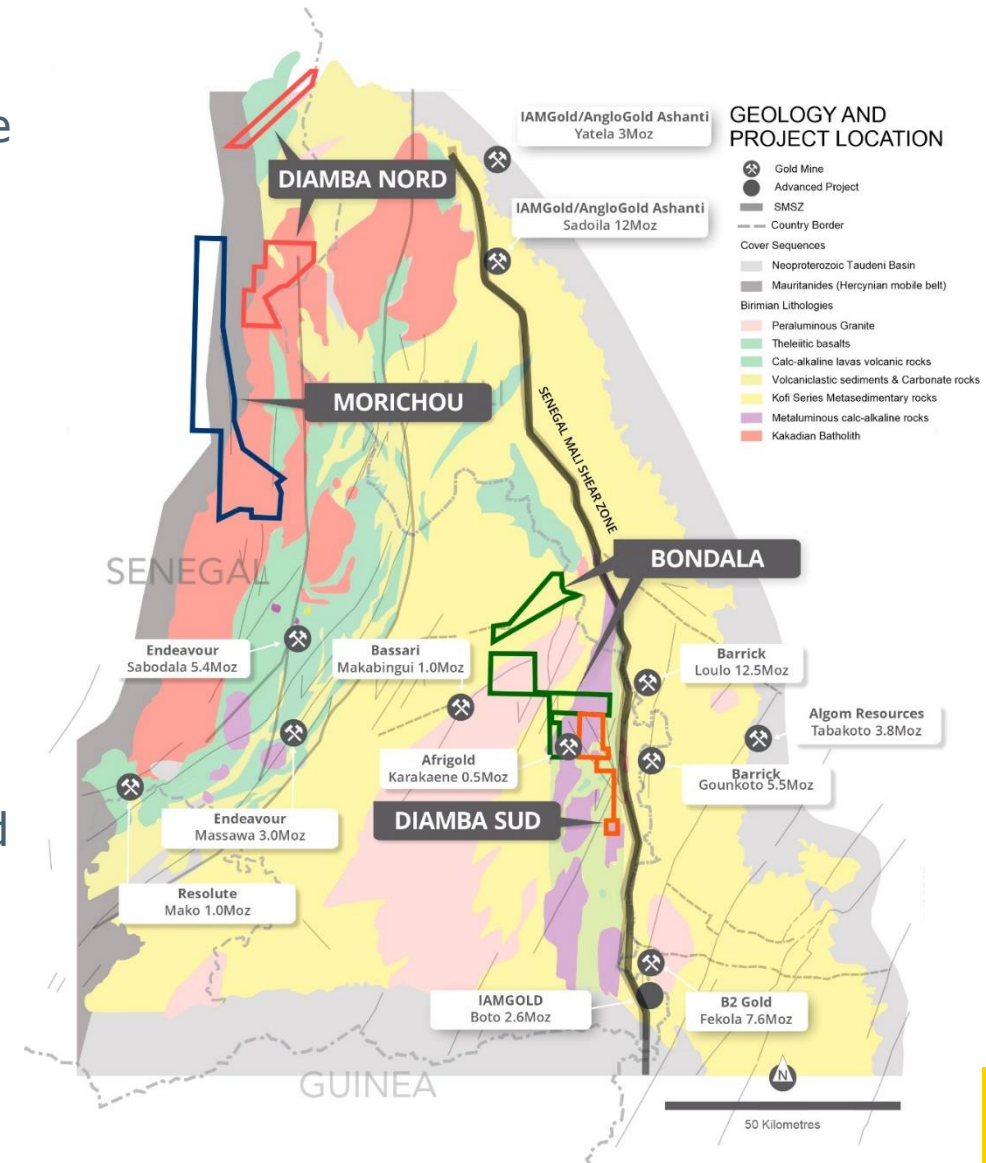 e
d
IAMGold/AngloGold Ashanti
Yatela 3Moz
GEOLOGY AND
PROJECT LOCATION
Gold Mine
Advanced Project
SMSZ
Country Border
Cover Sequences
Neoproterozoic Taudeni Basin
Mauritanides (Hercynian mobile belt)
Birimian Lithologies
Peraluminous Granite
Theleiitic basalts
Calc-alkaline lavas volcanic rocks
Volcaniclastic sediments & Carbonate rocks
Kofi Series Metasedimentary rocks
Metaluminous calc-alkaline rocks
Kakadian Batholith
DIAMBA NORD
IAMGold/AngloGold Ashanti
Sadoila 12Moz
MORICHOU
SENEGAL MALI SHEAR ZONE
BONDALA
SENEGAL
Endeavour
Sabodala 5.4Moz
Bassari
Makabingui 1.0Moz
Barrick
Loulo 12.5Moz
Algom Resources
Tabakoto 3.8Moz
Afrigold
Karakaene 0.5Moz
Barrick
Gounkoto 5.5Moz
DIAMBA SUD
Endeavour
Massawa 3.0Moz
Resolute
Mako 1.0Moz
IAMGOLD
Boto 2.6Moz
B2 Gold
Fekola 7.6Moz
GUINEA
N
50 Kilometres